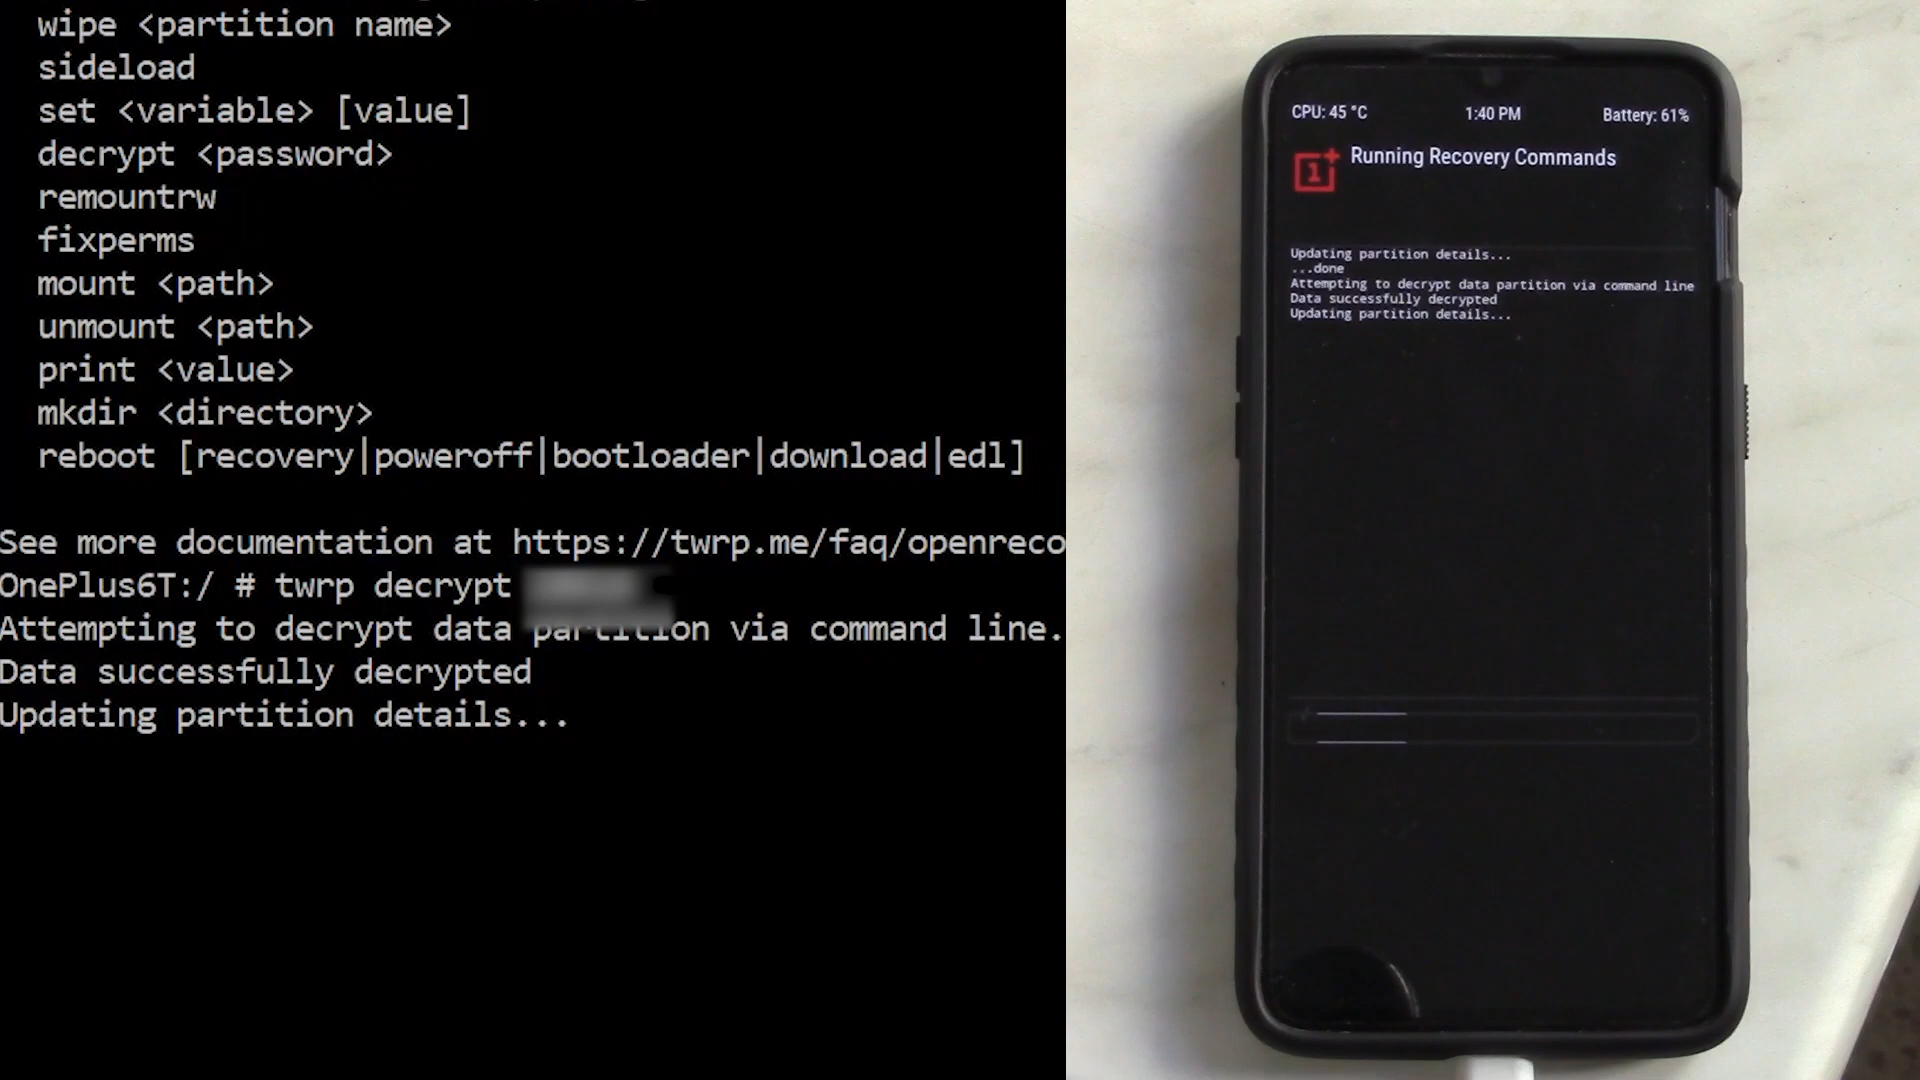 wipe <partition name>
sideload
set <variable> [value]
decrypt <password>
remountrw
fixperms
mount <path>
unmount <path>
print <value>
mkdir <directory>
reboot [recovery|poweroff|bootloader|download|edl]
See more documentation at https://twrp.me/faq/openreco
OnePlus6T:/ # twrp decrypt
Attempting to decrypt data partition via command line.
Data successfully decrypted
Updating partition details...
CPU: 45 °C 1:40 PM Battery: 61%
1+ Running Recovery Commands
Updating partition details...
...done
Attempting to decrypt data partition via command line
Data successfully decrypted
Updating partition details...